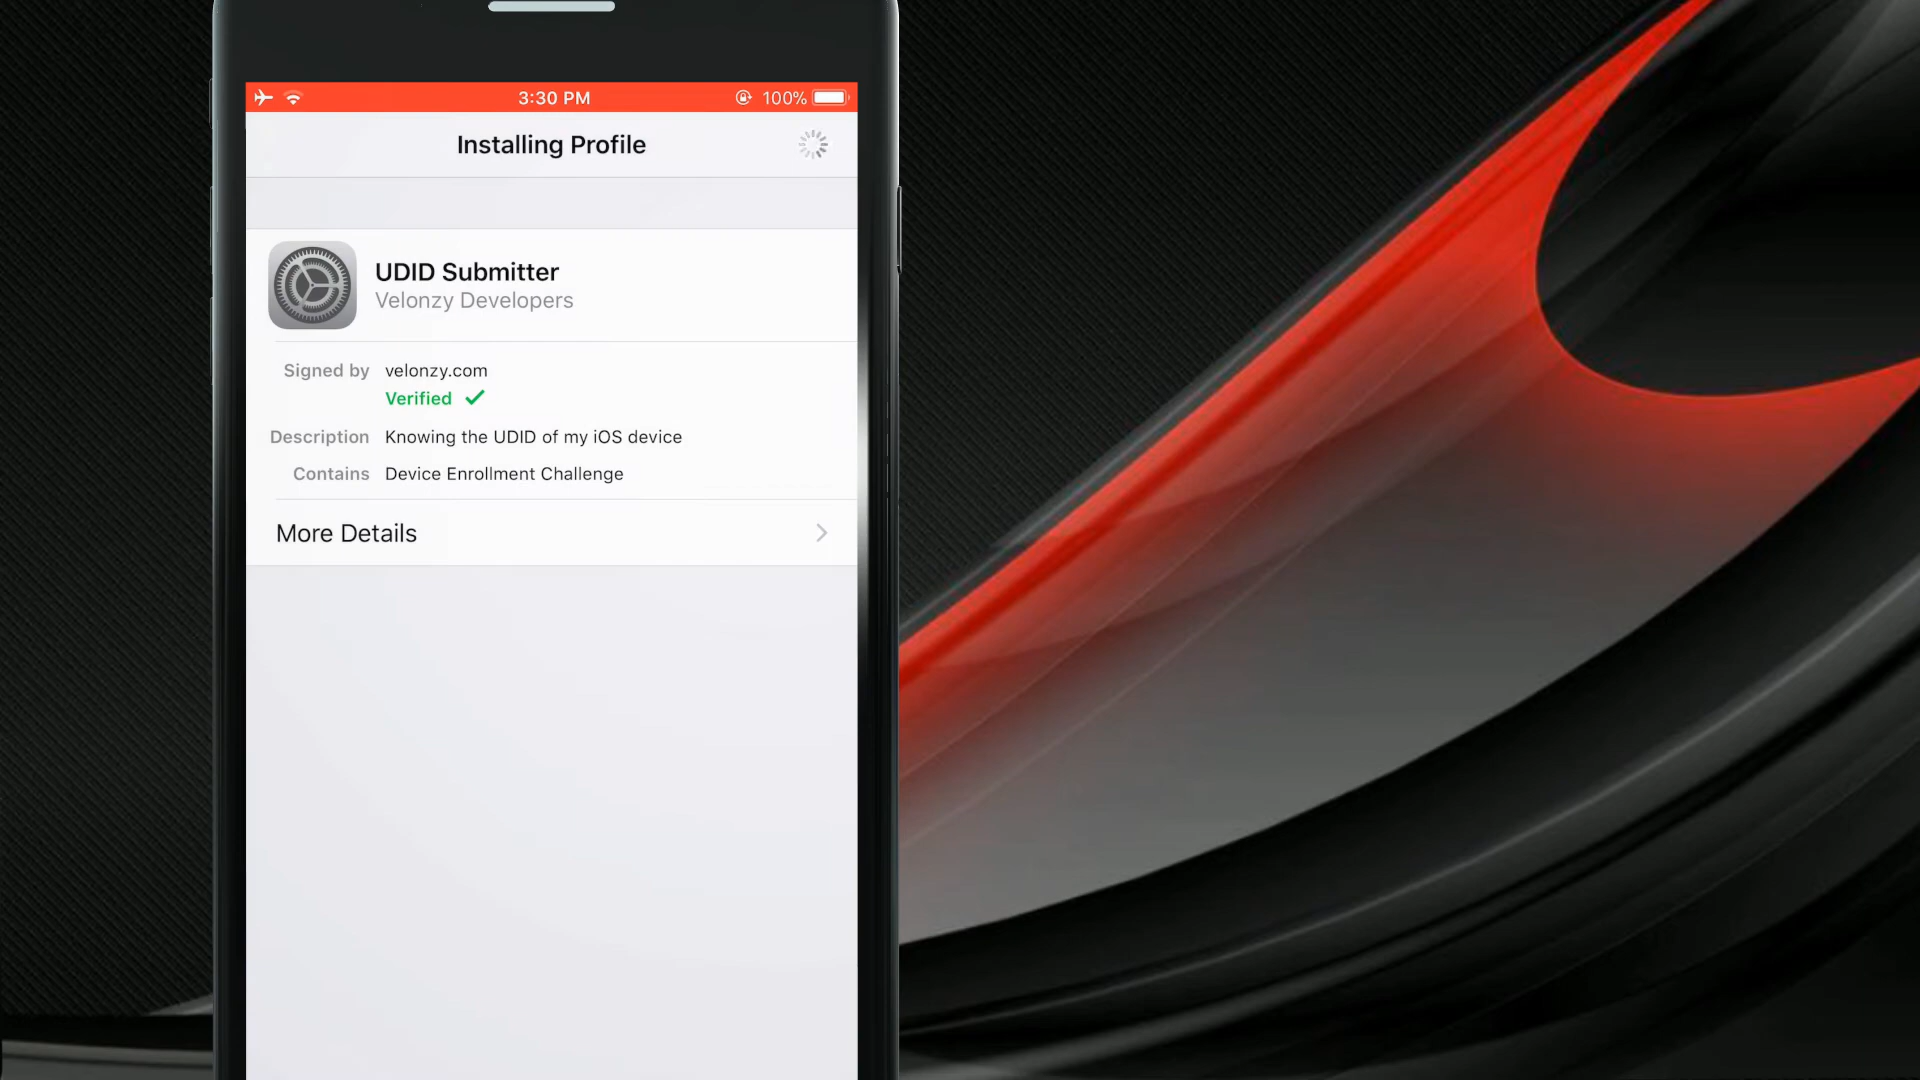 3:30 PM
100%
Installing Profile
UDID Submitter
Velonzy Developers
Signed by velonzy.com
Verified
Description Knowing the UDID of my iOS device
Contains Device Enrollment Challenge
More Details